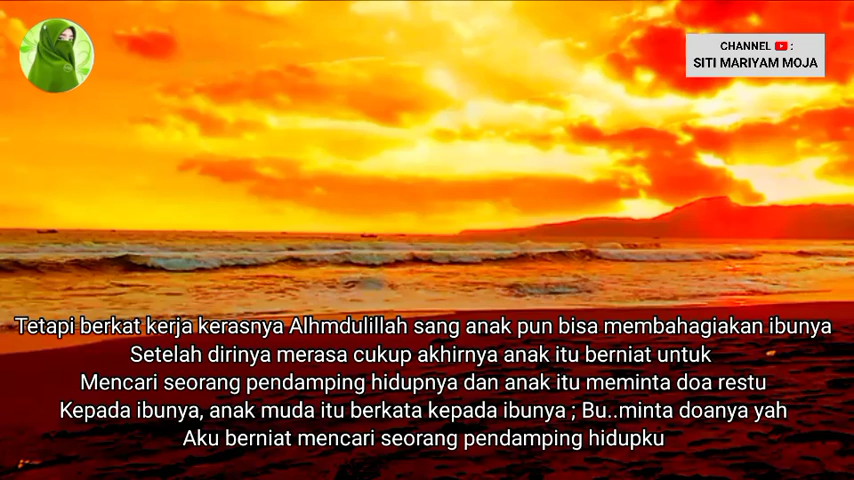 CHANNEL :
SITI MARIYAM MOJA
Tetapi berkat kerja kerasnya Alhmdulillah sang anak pun bisa membahagiakan ibunya
Setelah dirinya merasa cukup akhirnya anak itu berniat untuk
Mencari seorang pendamping hidupnya dan anak itu meminta doa restu
Kepada ibunya, anak muda itu berkata kepada ibunya ; Bu..minta doanya yah
Aku berniat mencari seorang pendamping hidupku